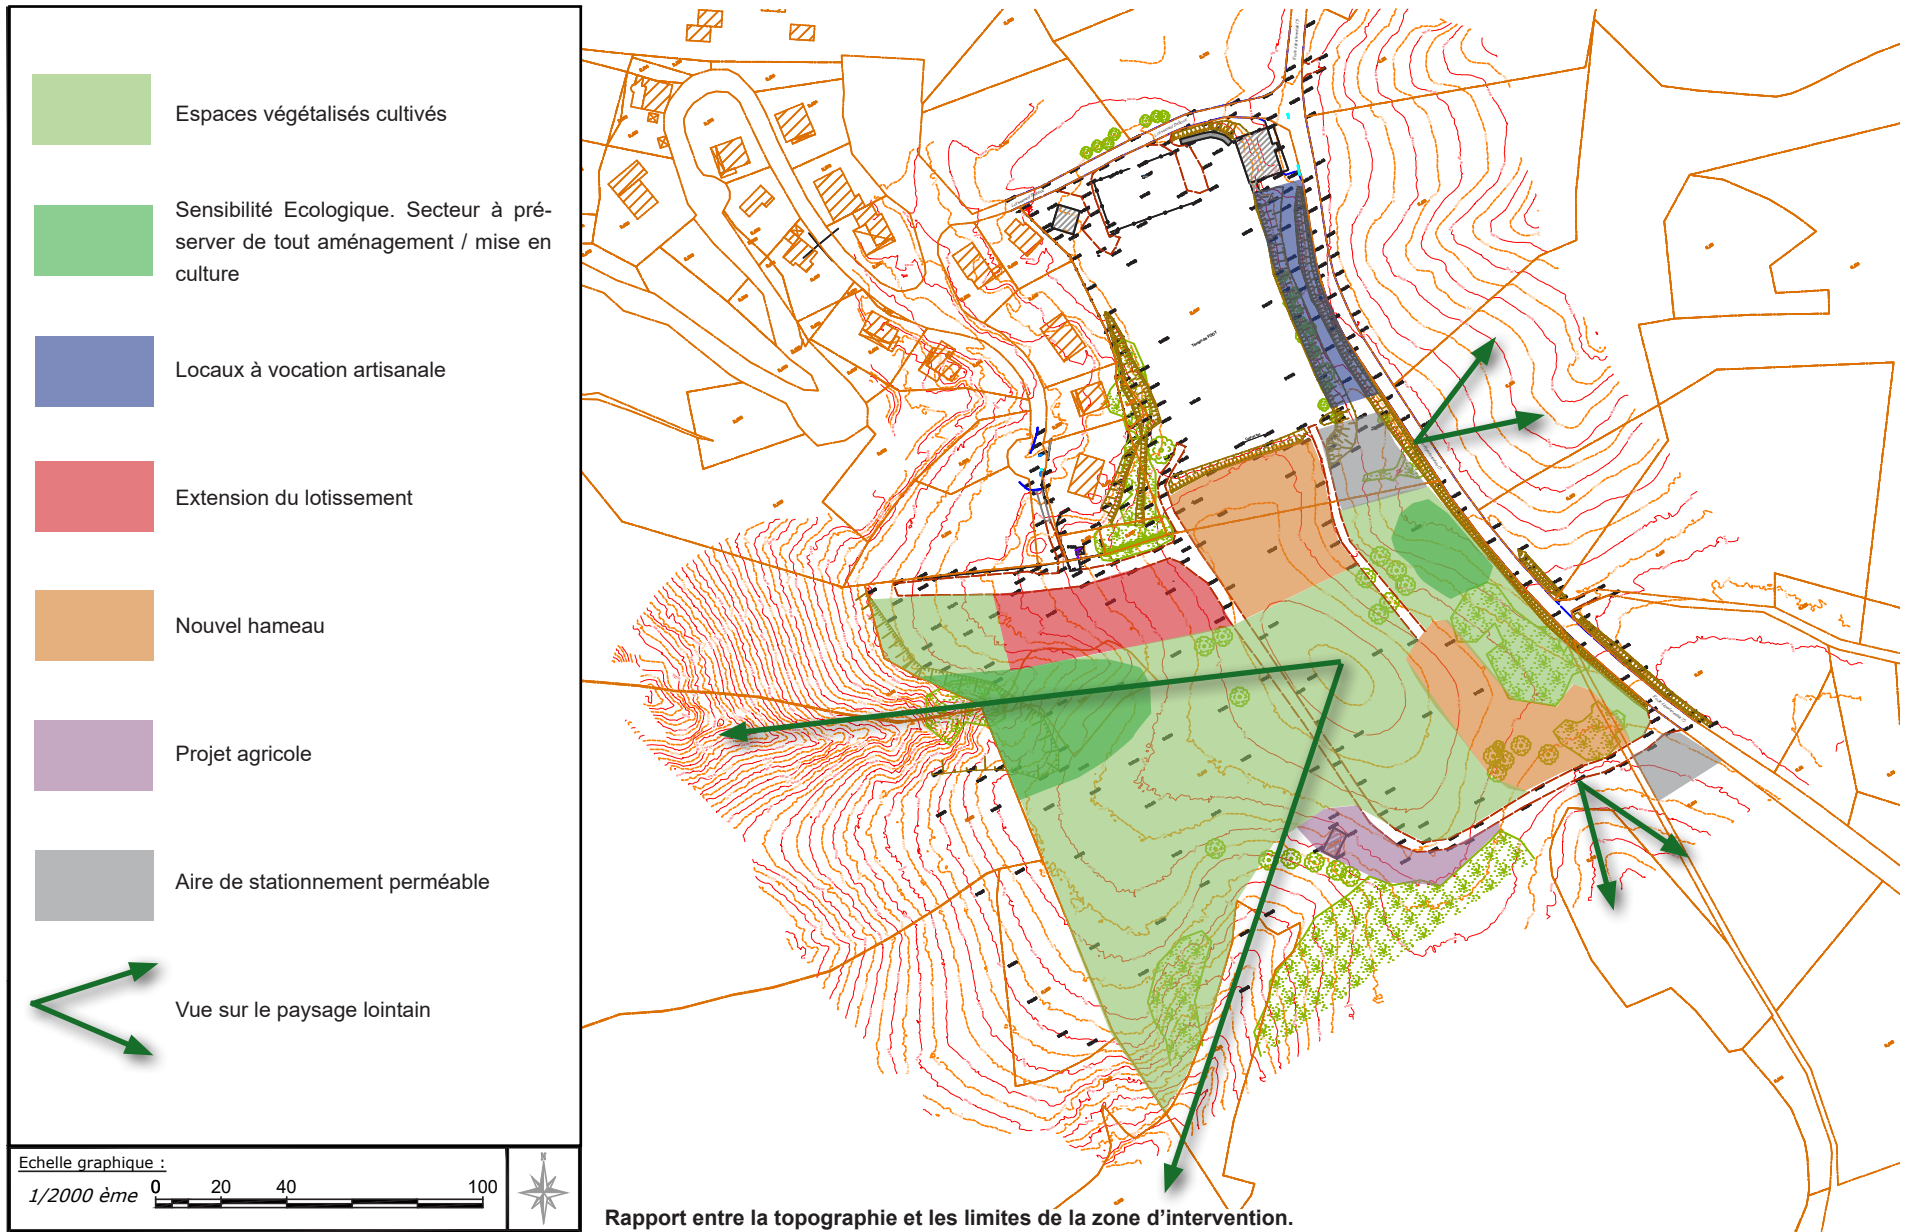 Espaces végétalisés cultivés
Sensibilité Ecologique. Secteur à pré-
server de tout aménagement / mise en
culture
Locaux à vocation artisanale
Extension du lotissement
Nouvel hameau
Projet agricole
Aire de stationnement perméable
Vue sur le paysage lointain
Echelle graphique :
1/2000 ème
0 20 40 100
N
Rapport entre la topographie et les limites de la zone d'intervention.